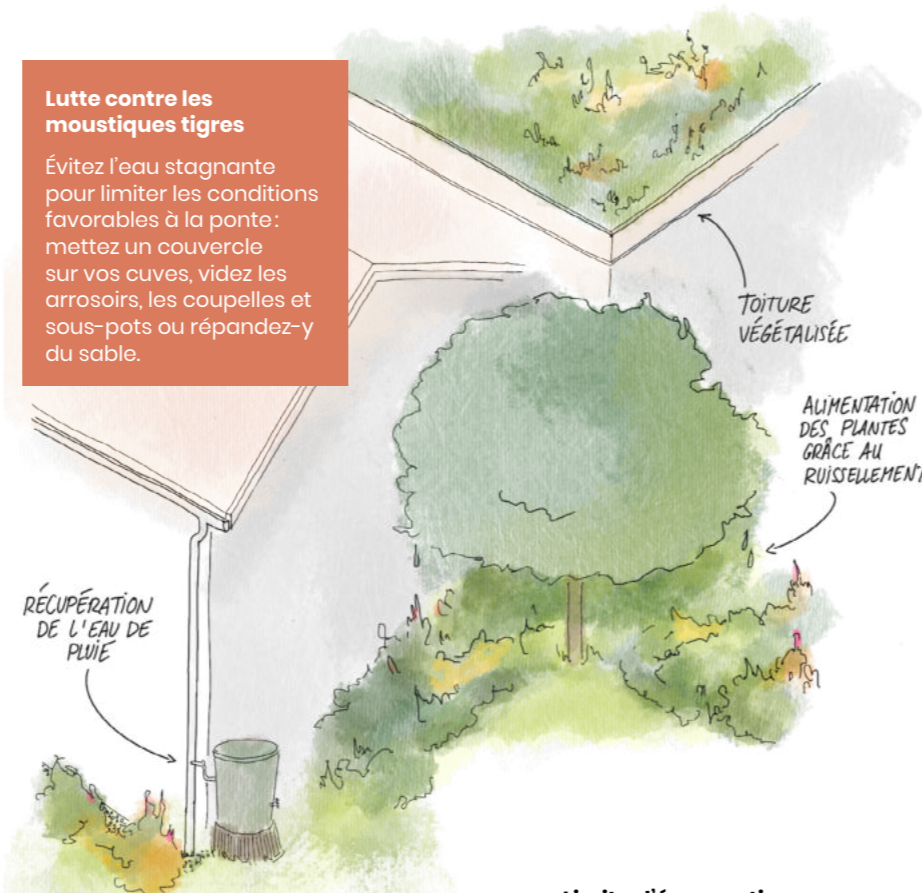 Lutte contre les
moustiques tigres
Évitez l'eau stagnante
pour limiter les conditions
favorables à la ponte :
mettez un couvercle
sur vos cuves, videz les
arrosoirs, les coupelles et
sous-pots ou répandez-y
du sable.
TOITURE
VÉGÉTALISÉE
ALIMENTATION
DES PLANTES
GRÂCE AU
RUISSELLEMENT
RÉCUPÉRATION
DE L'EAU DE
PLUIE